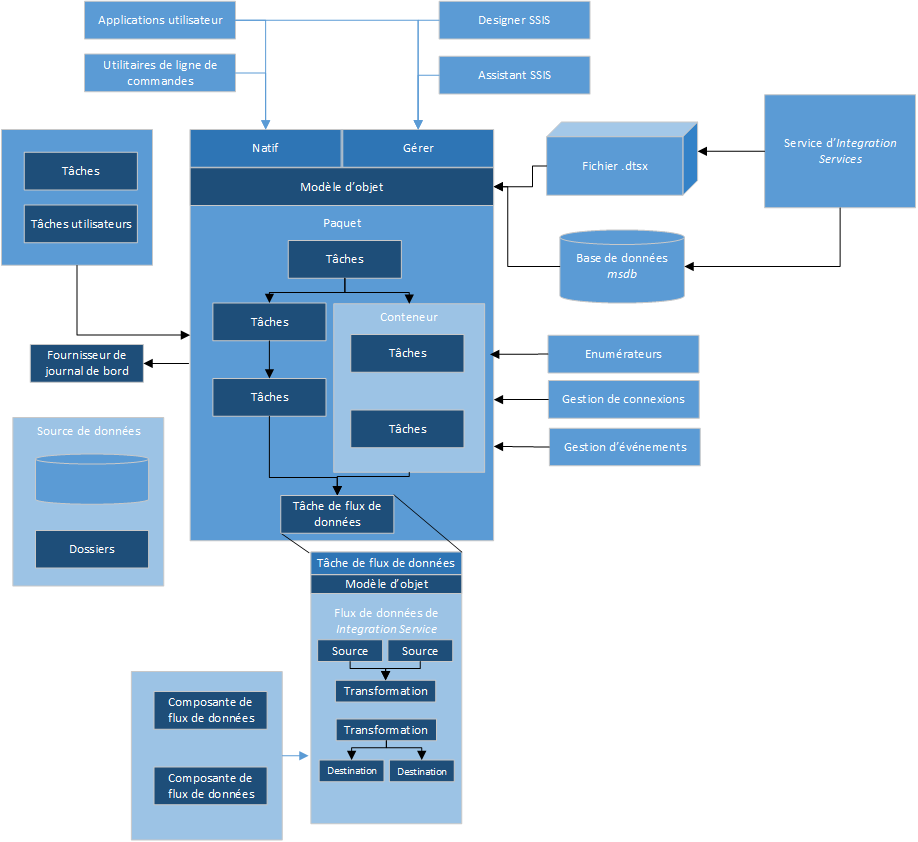 Applications utilisateur
Designer SSIS
Utilitaires de ligne de
commandes
Assistant SSIS
Natif
Gérer
Modèle d'objet
Paquet
Tâches
Tâches
Conteneur
Tâches
Tâches
Tâches
Tâche de flux de
données
Tâches
Tâches utilisateurs
Fichier .dtsx
Service d'Integration
Services
Base de données
msdb
Fournisseur de
journal de bord
Enumérateurs
Gestion de connexions
Gestion d'événements
Source de données
Dossiers
Tâche de flux de données
Modèle d'objet
Flux de données de
Integration Service
Source
Source
Transformation
Transformation
Destination
Destination
Composante de
flux de données
Composante de
flux de données